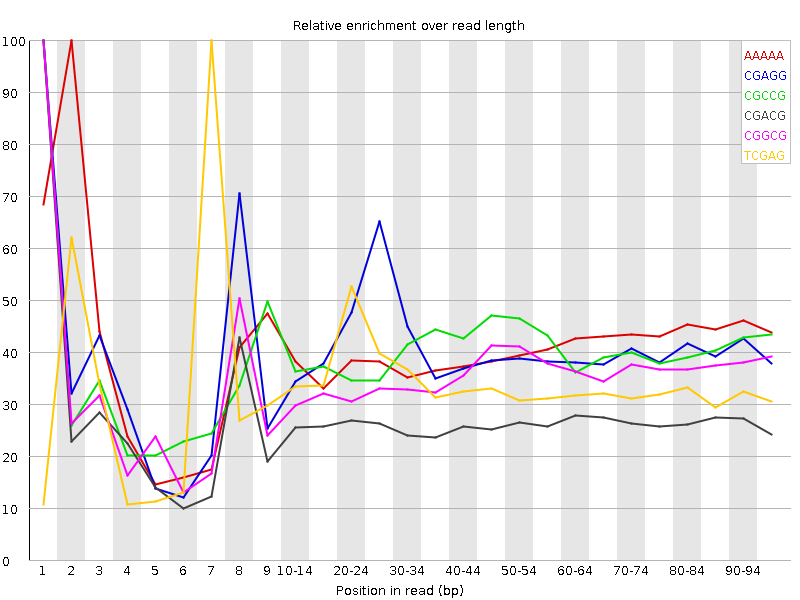 Relative enrichment over read length
100
90
80
70
60
50
40
30
20
10
0
AAAAA
CGAGG
CGCCG
CGACG
CGGCG
TCGAG
1 2 3 4 5 6 7 8 9 10-14 20-24 30-34 40-44 50-54 60-64 70-74 80-84 90-94
Position in read (bp)